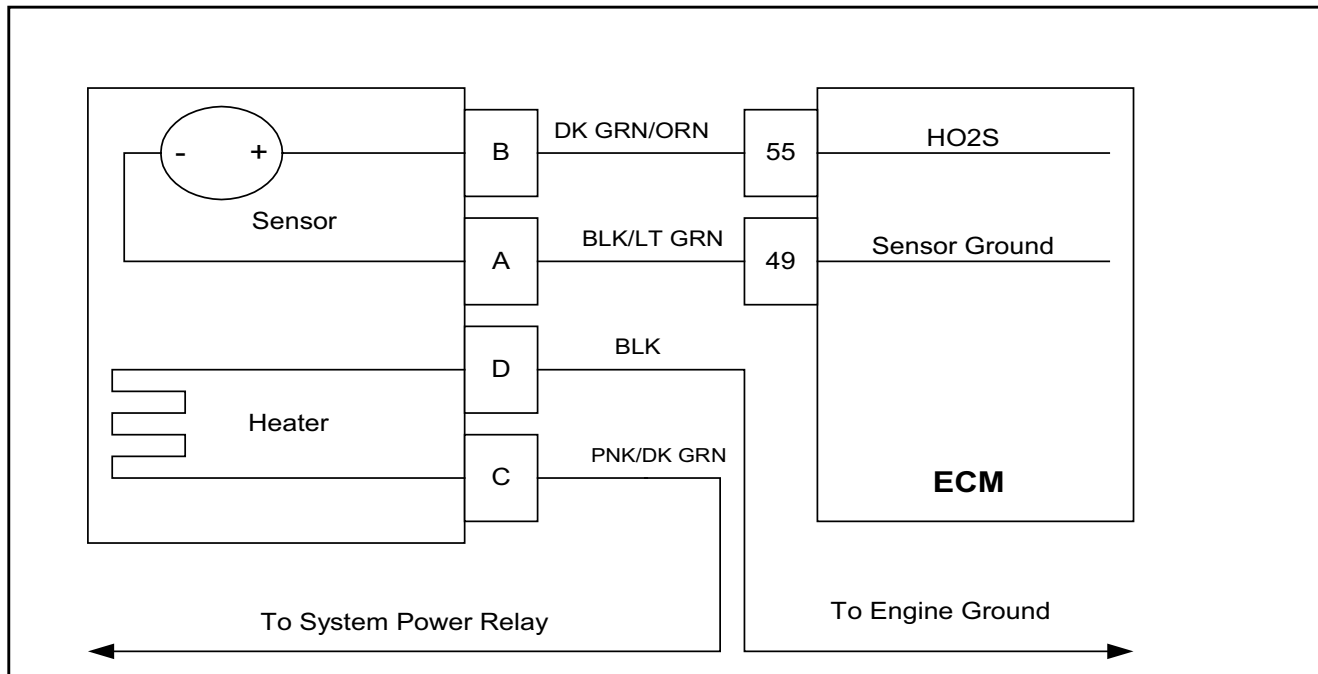 B
DK GRN/ORN
55
HO2S
- +
Sensor
A
BLK/LT GRN
49
Sensor Ground
D
BLK
Heater
C
PNK/DK GRN
ECM
To System Power Relay
To Engine Ground